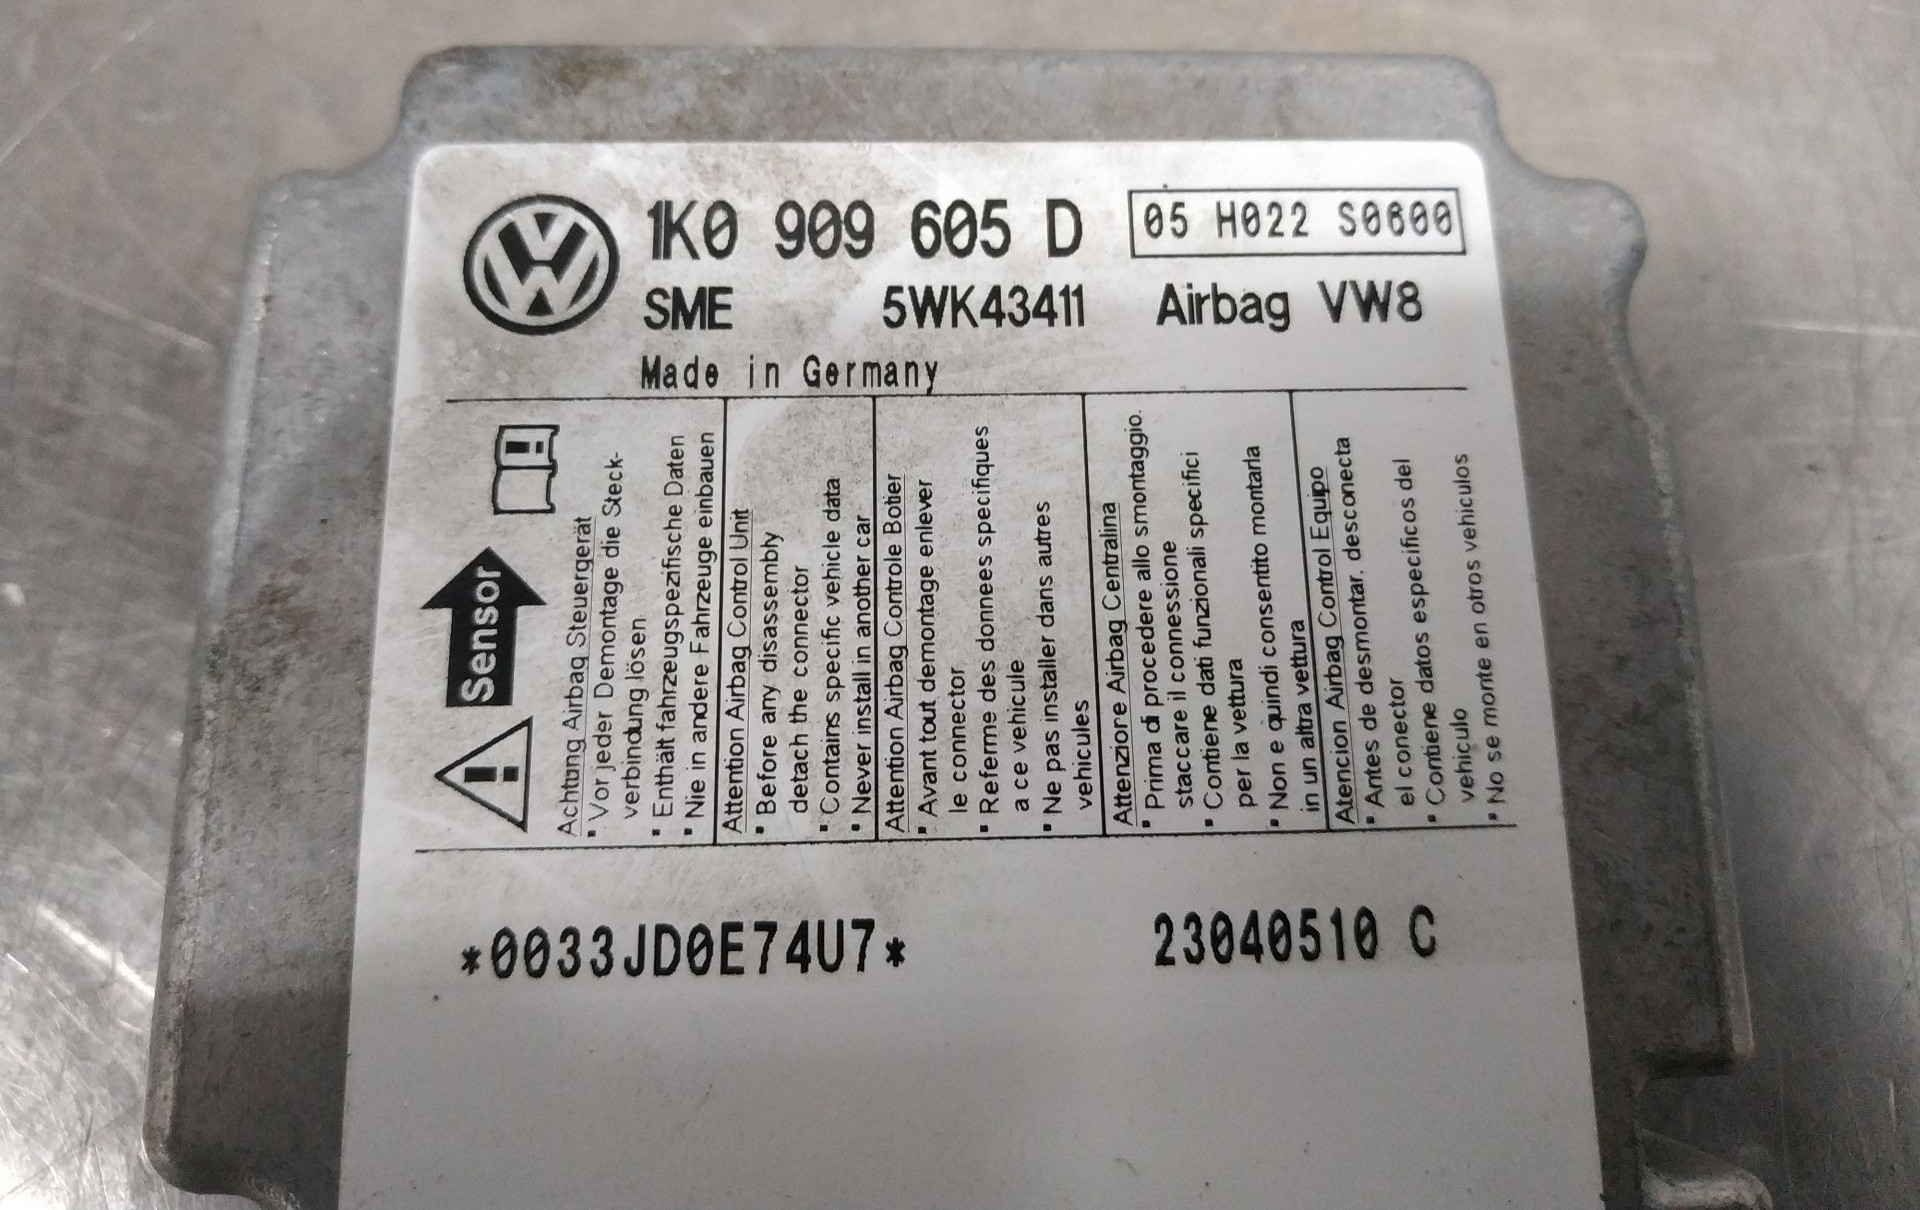 1K0 909 605 D
05 H022 S0600
SME 5WK43411 Airbag VW8
Made in Germany
Sensor
Achtung Airbag Steuergerät
Vor jeder Demontage die Steck-
verbindung lösen.
Enthält fahrzeugspezifische Daten
Nie in andere Fahrzeuge einbauen
Attention Airbag Control Unit
Before any disassembly
detach the connector
Contains specific vehicle data
Never install in another car
Attention Airbag Controle Botier
Avant tout demontage enlever
le connector
Referme des donnees specifiques
a ce vehicule
Ne pas installer dans autres
vehicules
Attenzione Airbag Centralina
Prima di procedere allo smontaggio.
staccare il connessione
Contiene dati funzionali specifici
per la vettura
Non e quindi consentito montarla
in un altra vettura
Atencion Airbag Control Equipo
Antes de desmontar. desconecta
el conector
Contiene datos especificos del
vehiculo
No se monte en otros vehiculos
*0033JD0E74U7* 23040510 C